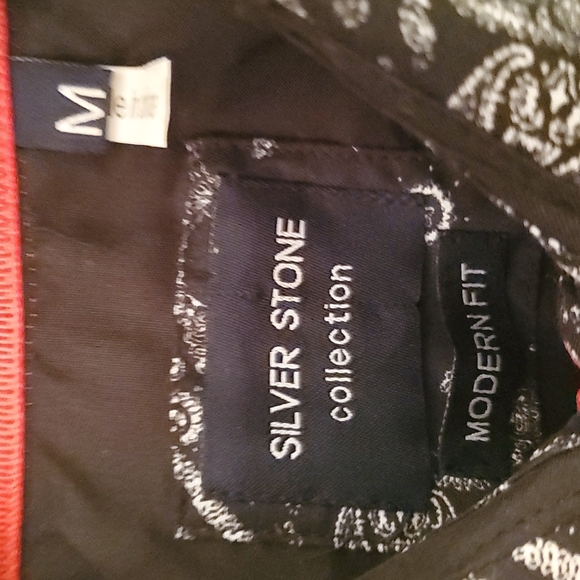 M
SILVER STONE
collection
MODERN FIT